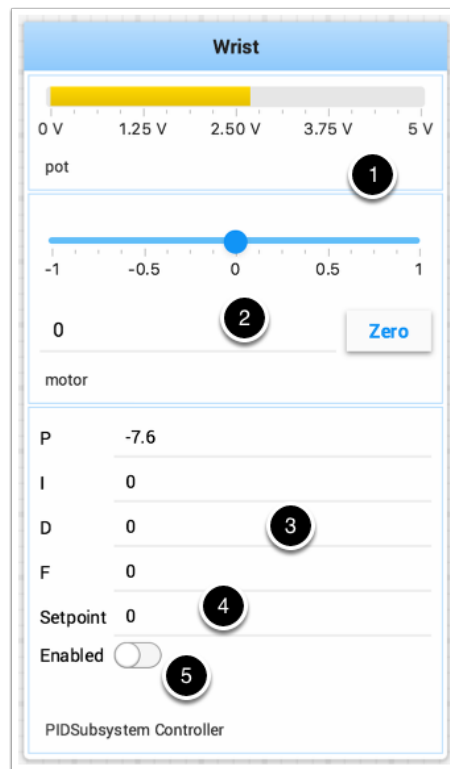 Wrist
0 V 1.25 V 2.50 V 3.75 V 5 V
pot
1
-1 -0.5 0 0.5 1
2
0 Zero
motor
P -7.6
I 0
D 0
3
F 0
4
Setpoint 0
Enabled
5
PIDSubsystem Controller